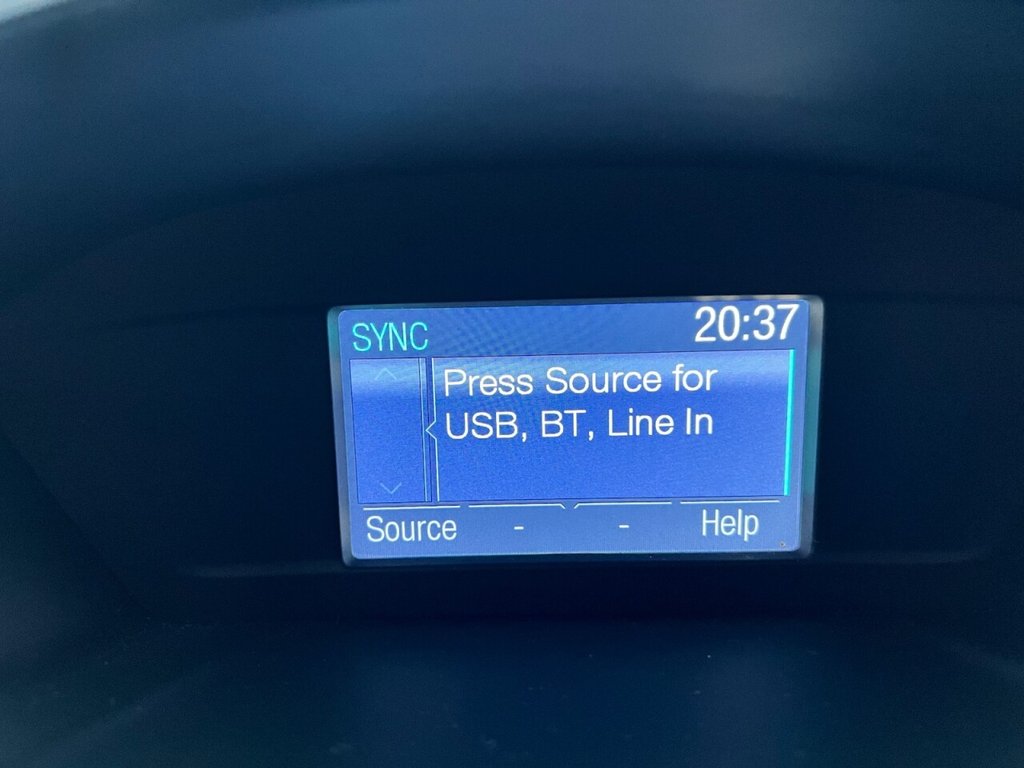 SYNC 20:37
Press Source for
USB, BT, Line In
Source - - Help